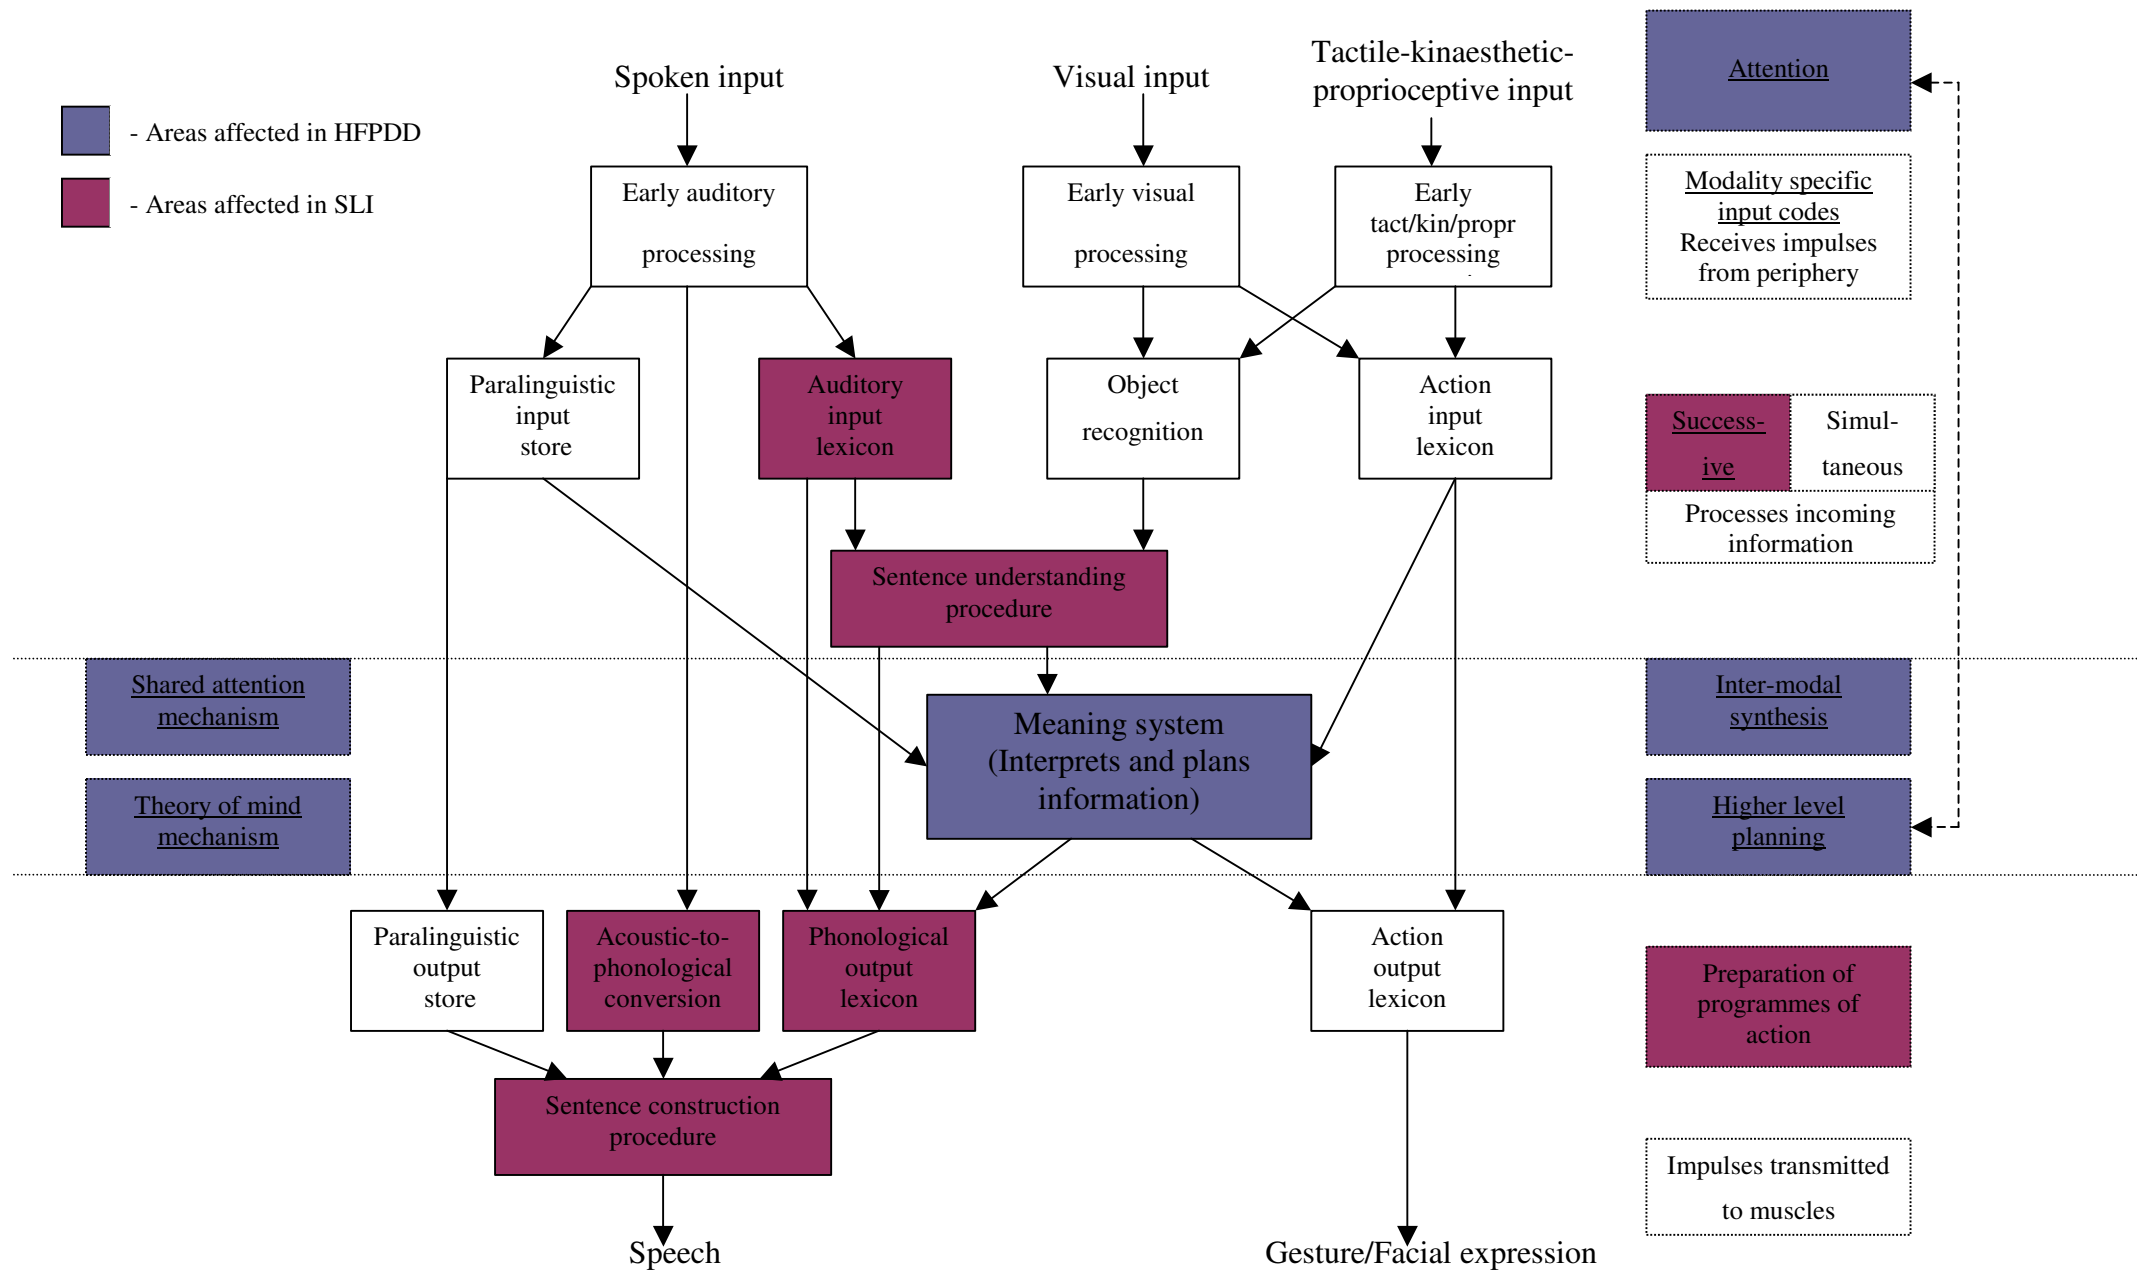 Spoken input
Visual input
Tactile-kinaesthetic-
proprioceptive input
Attention
- Areas affected in HFPDD
- Areas affected in SLI
Early auditory
processing
Early visual
processing
Early
tact/kin/propr
processing
Modality specific
input codes
Receives impulses
from periphery
Paralinguistic
input
store
Auditory
input
lexicon
Object
recognition
Action
input
lexicon
Success-
ive
Simul-
taneous
Processes incoming
information
Sentence understanding
procedure
Shared attention
mechanism
Theory of mind
mechanism
Meaning system
(Interprets and plans
information)
Inter-modal
synthesis
Higher level
planning
Paralinguistic
output
store
Acoustic-to-
phonological
conversion
Phonological
output
lexicon
Action
output
lexicon
Preparation of
programmes of
action
Sentence construction
procedure
Impulses transmitted
to muscles
Speech
Gesture/Facial expression